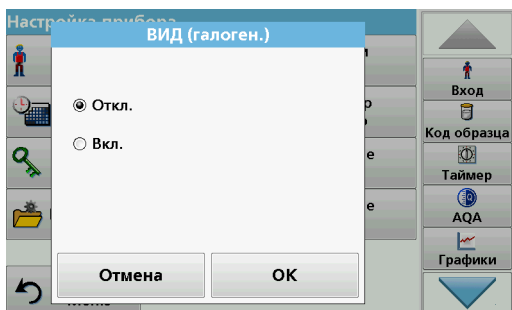 Настройка прибора
ВИД (галоген.)
Откл.
Вкл.
Отмена
OK
Вход
Код образца
Таймер
AQA
Графики